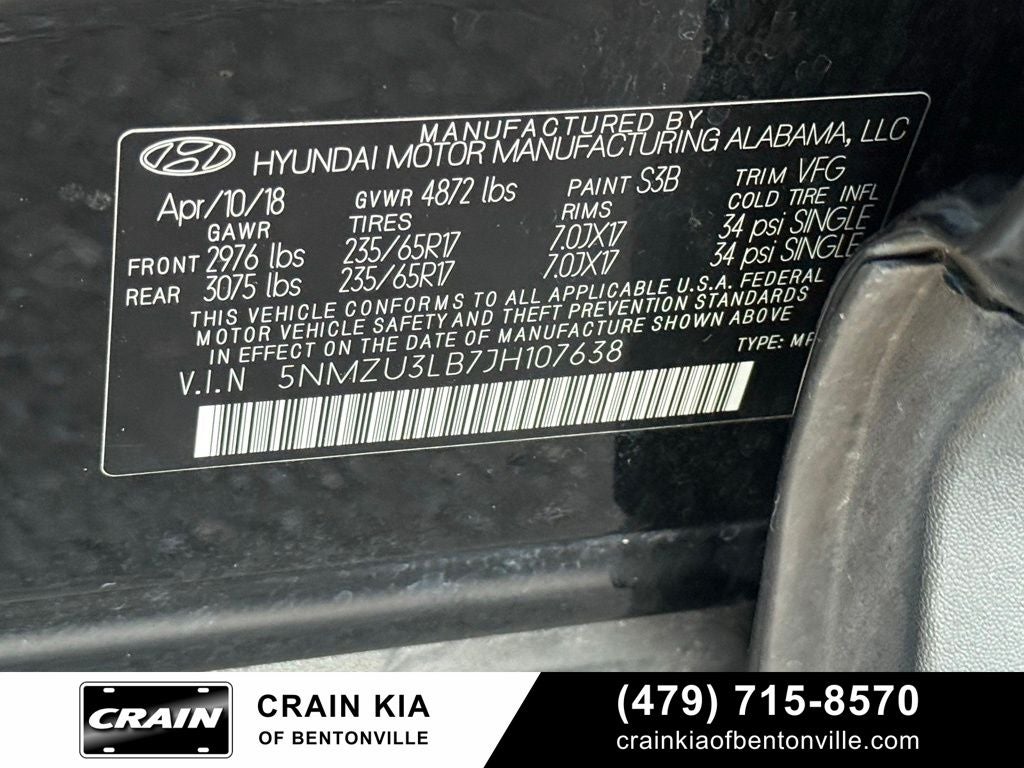 MANUFACTURED BY
HYUNDAI MOTOR MANUFACTURING ALABAMA, LLC
Apr/10/18 GVWR 4872 lbs PAINT S3B TRIM VFG
GAWR TIRES RIMS COLD TIRE INFL
FRONT 2976 lbs 235/65R17 7.0JX17 34 psi SINGLE
REAR 3075 lbs 235/65R17 7.0JX17 34 psi SINGLE
THIS VEHICLE CONFORMS TO ALL APPLICABLE U.S.A. FEDERAL
MOTOR VEHICLE SAFETY AND THEFT PREVENTION STANDARDS
IN EFFECT ON THE DATE OF MANUFACTURE SHOWN ABOVE
V.I.N 5NMZU3LB7JH107638 TYPE:
CRAIN
CRAIN KIA
OF BENTONVILLE
(479) 715-8570
crainkiaofbentonville.com